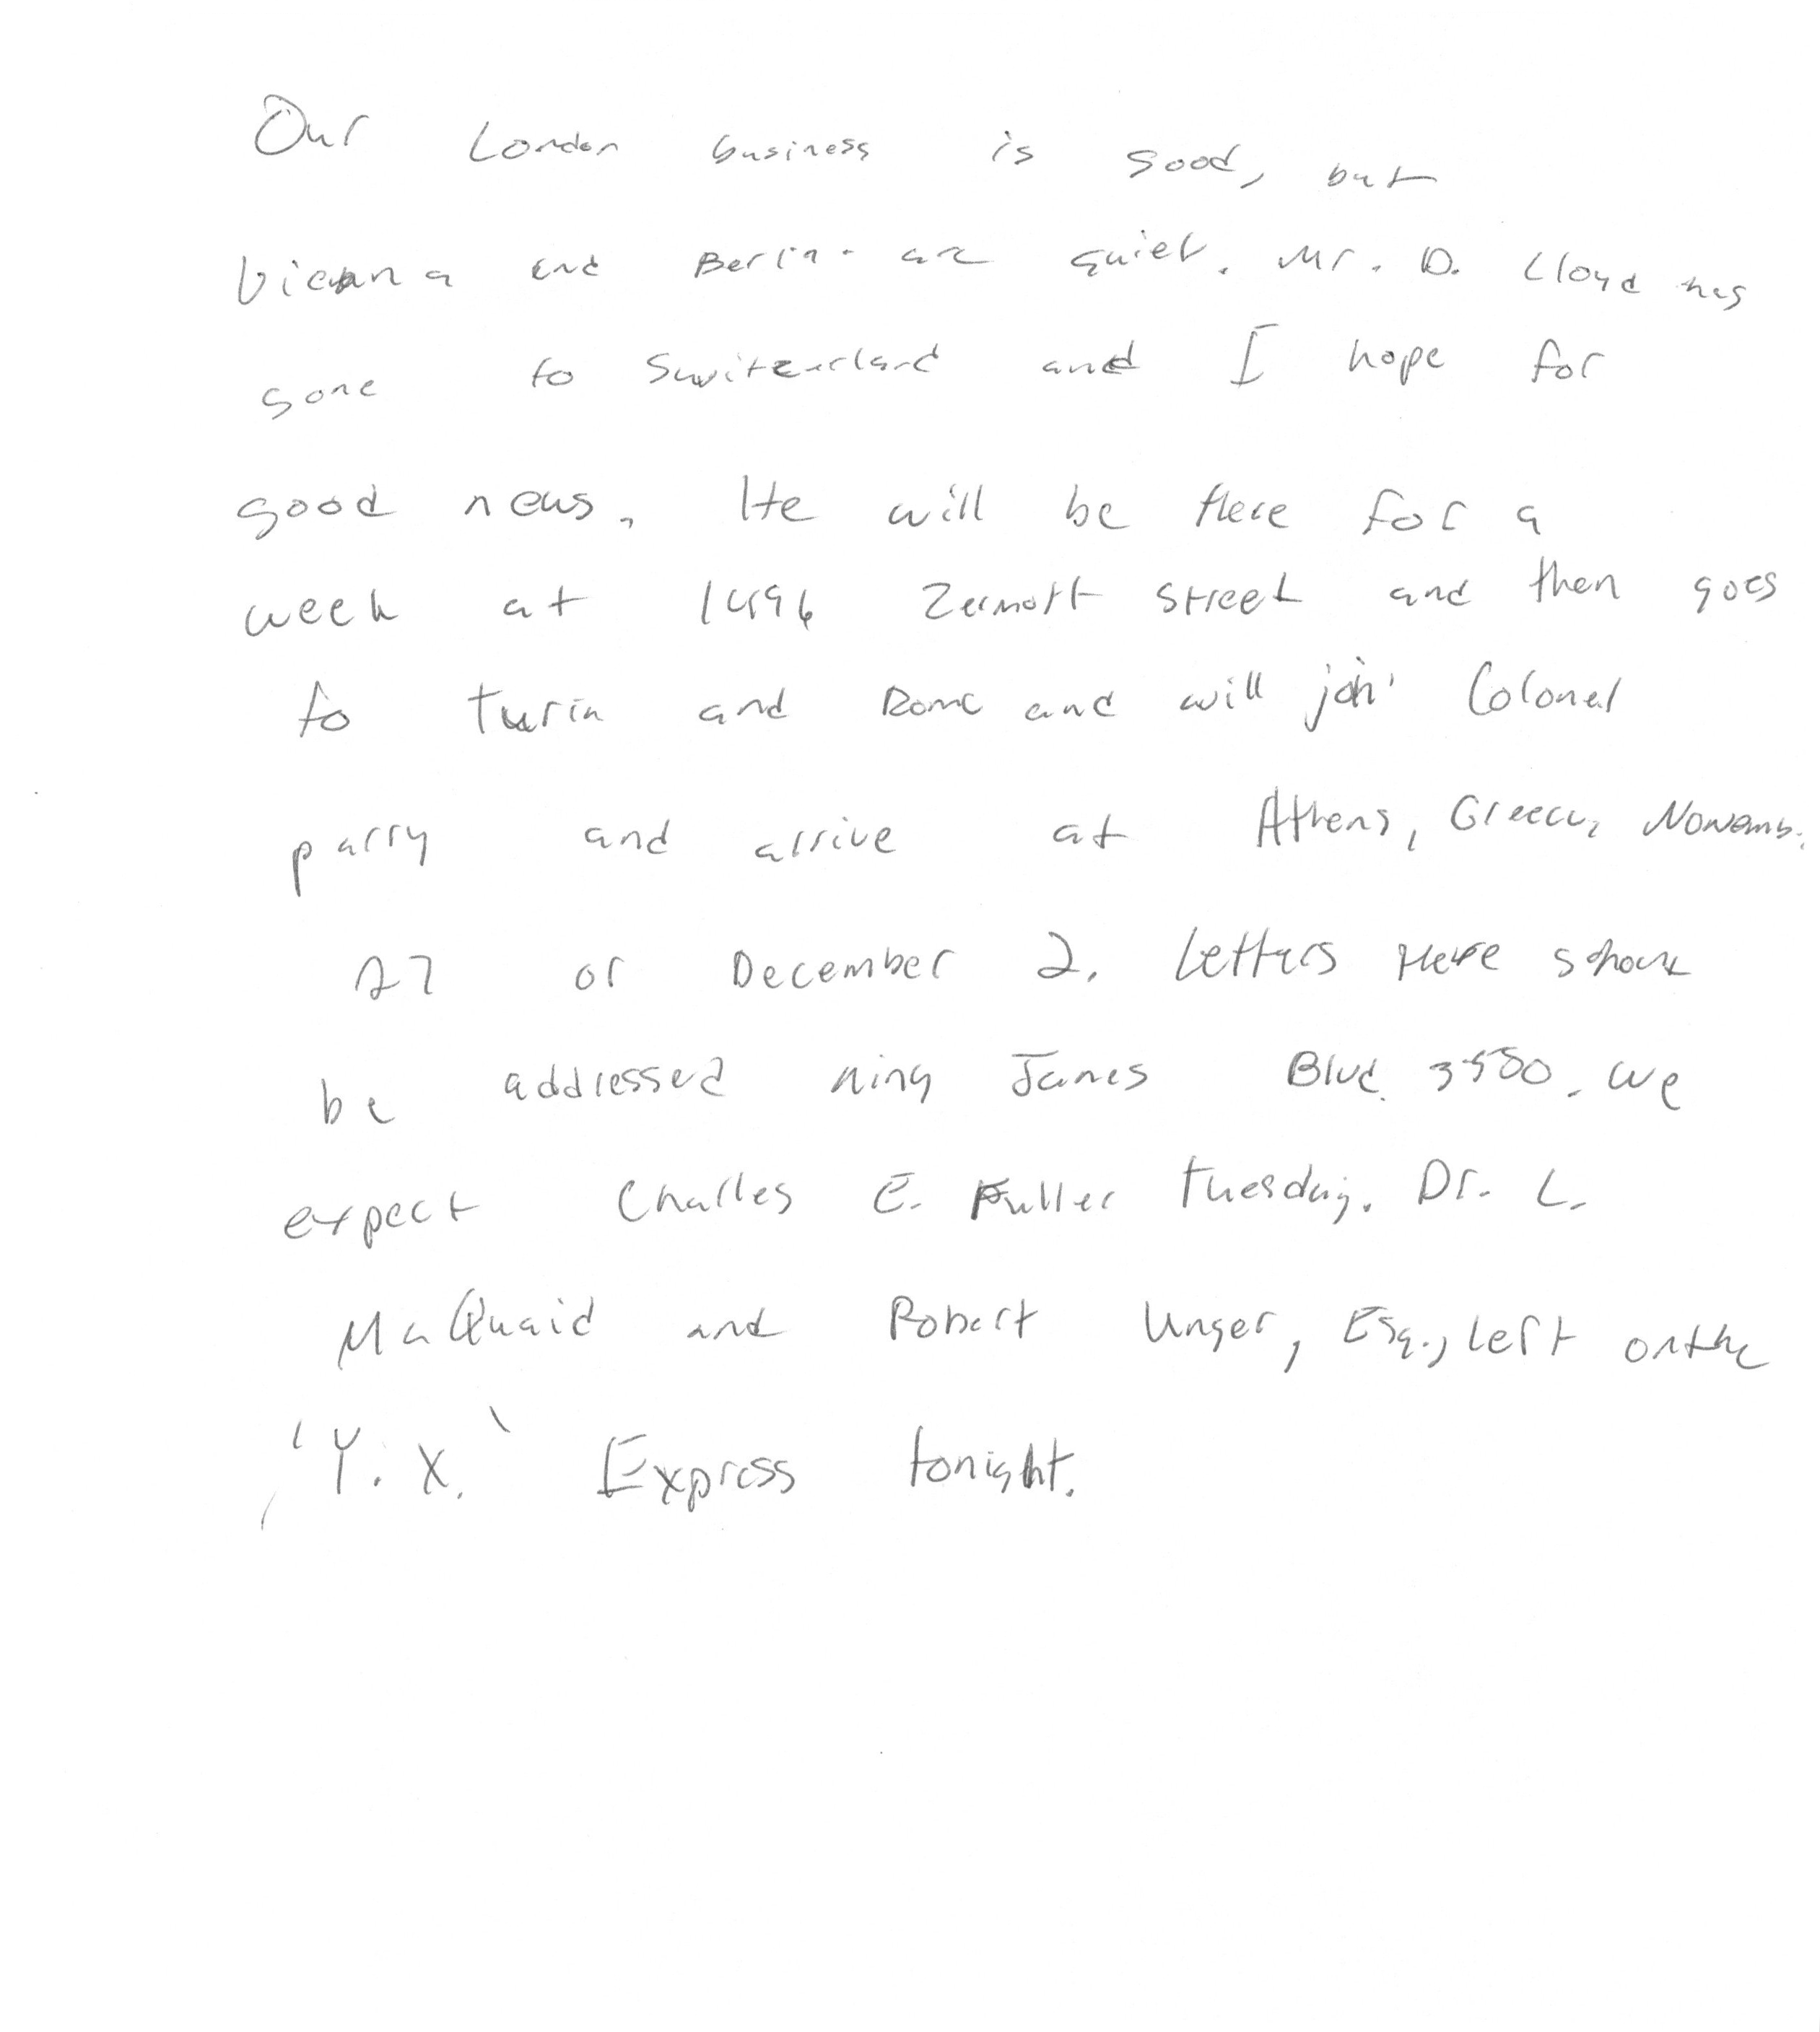 Our London business is good, but
Vienna and Berlin are quiet. Mr. D. Lloyd has
gone to Switzerland and I hope for
good news. He will be there for a
week at 1496 Zermott Street and then goes
to Turin and Rome and will join Colonel
parry and arrive at Athens, Greece, Novemb.
27 or December 2. Letters there should
be addressed King James Blvd. 3580. We
expect Charles E. Fuller Tuesday. Dr. L.
MaQuaid and Robert Unger, Esq., left on the
'Y. X.' Express tonight.